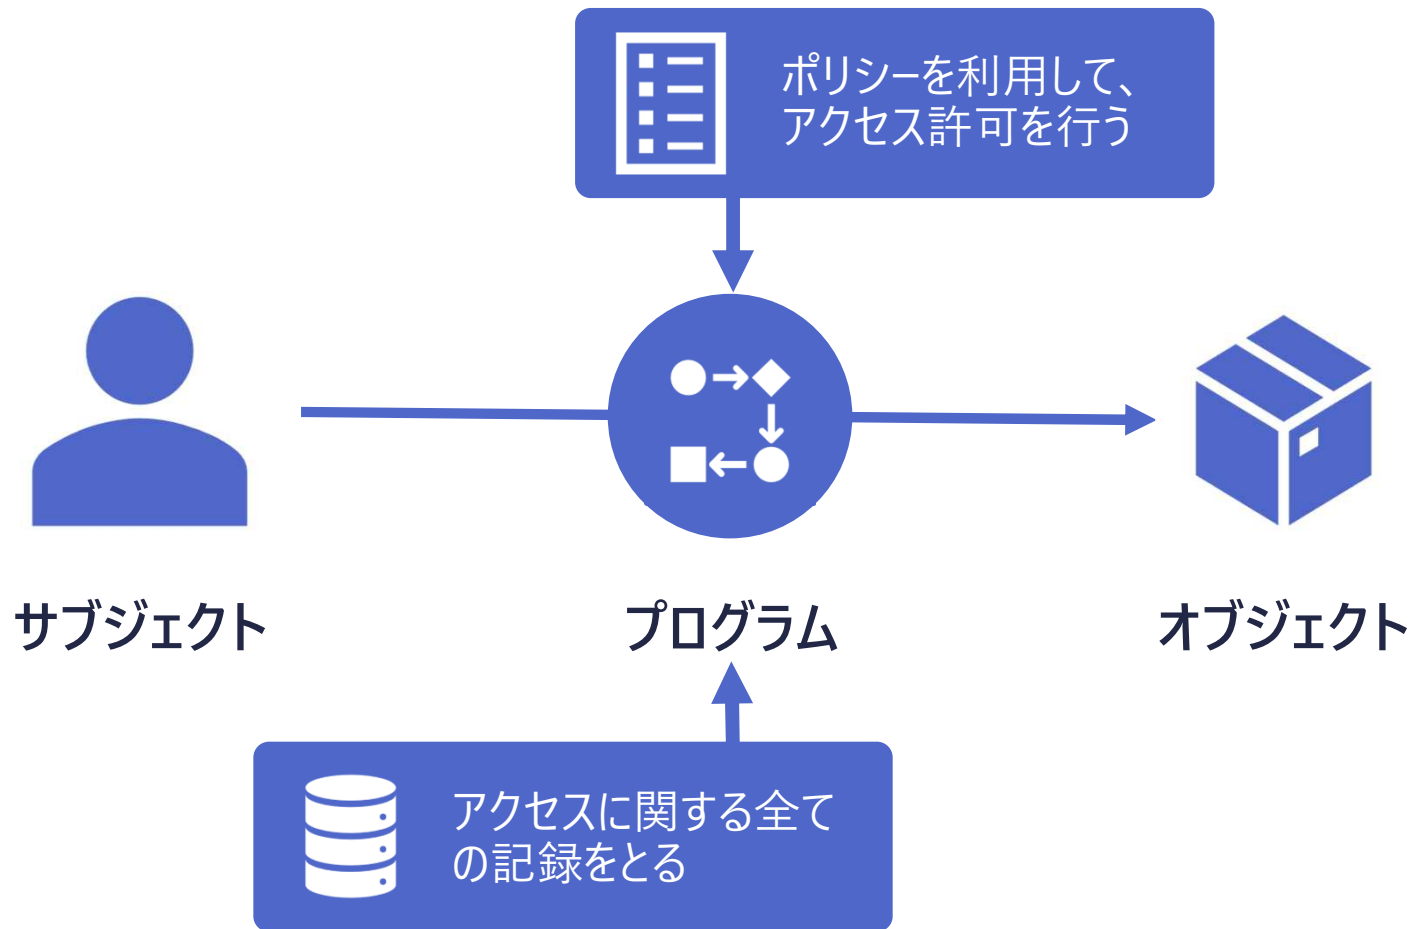 ポリシーを利用して、
アクセス許可を行う
サブジェクト
プログラム
オブジェクト
アクセスに関する全て
の記録をとる